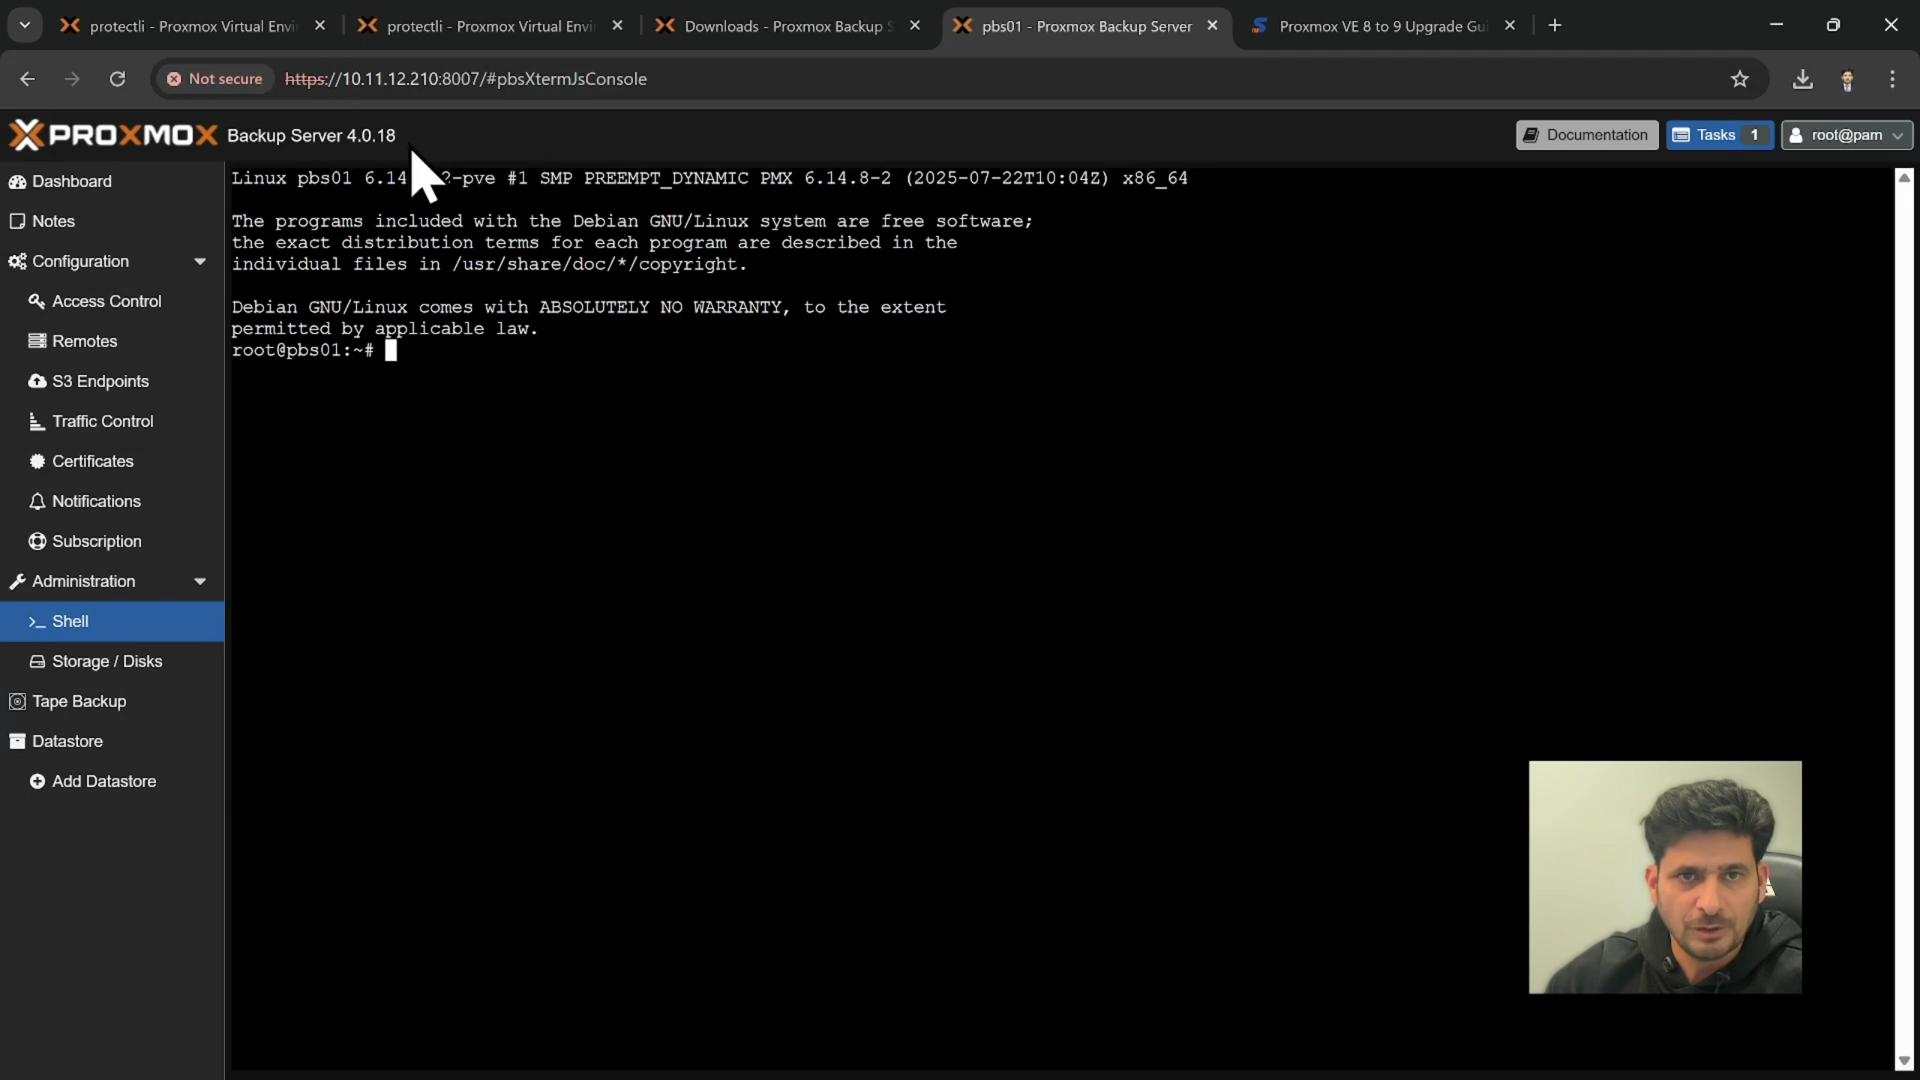 protectli - Proxmox Virtual Envi
protectli - Proxmox Virtual Envi
Downloads - Proxmox Backup S
pbs01 - Proxmox Backup Server
Proxmox VE 8 to 9 Upgrade Gui
Not secure
https://10.11.12.210:8007/#pbsXtermJsConsole
PROXMOX Backup Server 4.0.18
Documentation
Tasks 1
root@pam
Dashboard
Notes
Configuration
Access Control
Remotes
S3 Endpoints
Traffic Control
Certificates
Notifications
Subscription
Administration
>_ Shell
Storage / Disks
Tape Backup
Datastore
Add Datastore
Linux pbs01 6.14 2-pve #1 SMP PREEMPT_DYNAMIC PMX 6.14.8-2 (2025-07-22T10:04Z) x86_64
The programs included with the Debian GNU/Linux system are free software;
the exact distribution terms for each program are described in the
individual files in /usr/share/doc/*/copyright.
Debian GNU/Linux comes with ABSOLUTELY NO WARRANTY, to the extent
permitted by applicable law.
root@pbs01:~#